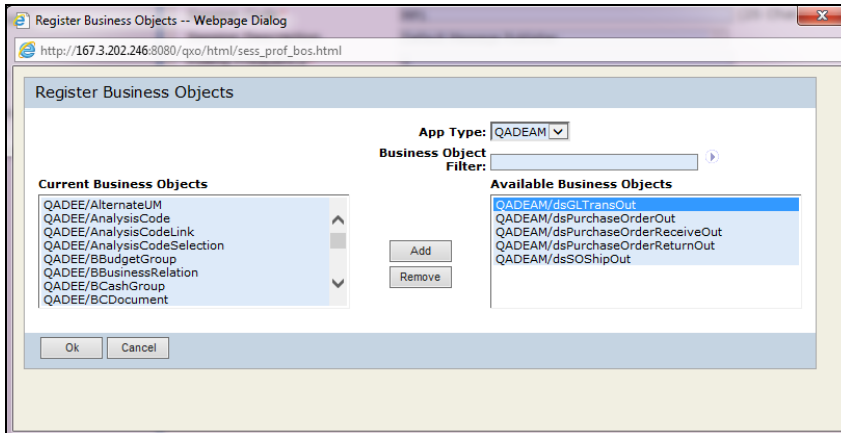 Register Business Objects -- Webpage Dialog
x
http://167.3.202.246:8080/qxo/html/sess_prof_bos.html
Register Business Objects
App Type: QADEAM
Business Object
Filter:
Current Business Objects
Available Business Objects
QADEE/AlternateUM
QADEE/AnalysisCode
QADEE/AnalysisCodeLink
QADEE/AnalysisCodeSelection
QADEE/BBudgetGroup
QADEE/BBusinessRelation
QADEE/BCashGroup
QADEE/BCDocument
Add
Remove
QADEAM/dsGLTransOut
QADEAM/dsPurchaseOrderOut
QADEAM/dsPurchaseOrderReceiveOut
QADEAM/dsPurchaseOrderReturnOut
QADEAM/dsSOShipOut
Ok
Cancel